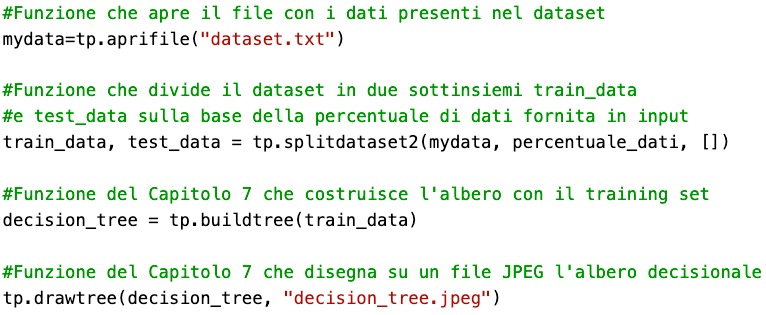 #Funzione che apre il file con i dati presenti nel dataset
mydata=tp.aprifile("dataset.txt")
#Funzione che divide il dataset in due sottinsiemi train_data
#e test_data sulla base della percentuale di dati fornita in input
train_data, test_data = tp.splitdataset2(mydata, percentuale_dati, [])
#Funzione del Capitolo 7 che costruisce l'albero con il training set
decision_tree = tp.buildtree(train_data)
#Funzione del Capitolo 7 che disegna su un file JPEG l'albero decisionale
tp.drawtree(decision_tree, "decision_tree.jpeg")